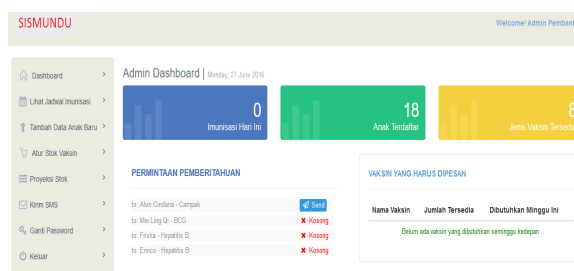 SISMUNDU
Welcome! Admin Pembant
Dashboard
Lihat Jadwal Imunisasi
Tambah Data Anak Baru
Atur Stok Vaksin
Proyeksi Stok
Kirim SMS
Ganti Password
Keluar
Admin Dashboard | Monday, 27 June 2016
0
Imunisasi Hari Ini
18
Anak Terdaftar
8
Jenis Vaksin Tersedi
PERMINTAAN PEMBERITAHUAN
to: Alvin Cindana - Campak Send
to: Mei Ling Qi - BCG Kosong
to: Friska - Hepatitis B Kosong
to: Enrico - Hepatitis B Kosong
VAKSIN YANG HARUS DIPESAN
Nama Vaksin Jumlah Tersedia Dibutuhkan Minggu Ini
Belum ada vaksin yang dibutuhkan seminggu kedepan